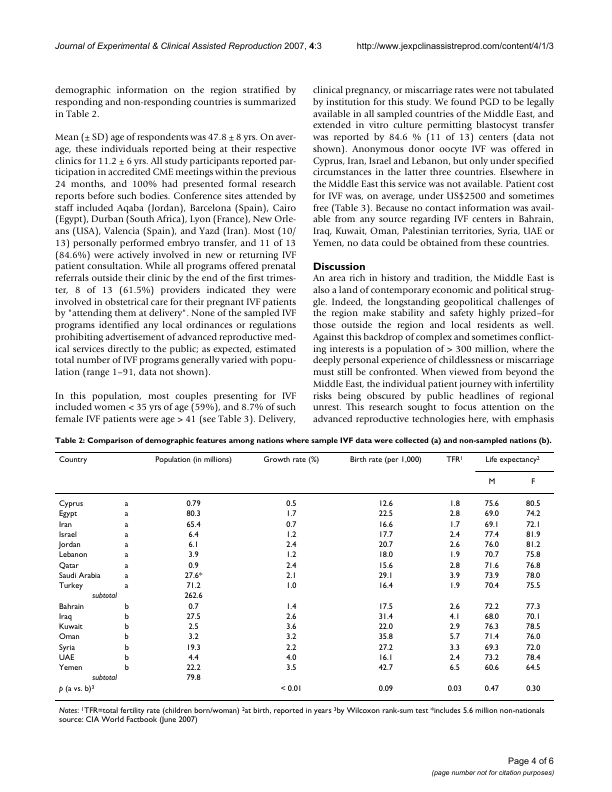 Journal of Experimental & Clinical Assisted Reproduction 2007, 4:3
http://www.jexpclinassistreprod.com/content/4/1/3
demographic information on the region stratified by
responding and non-responding countries is summarized
in Table 2.
Mean (± SD) age of respondents was 47.8 ± 8 yrs. On aver-
age, these individuals reported being at their respective
clinics for 11.2 ± 6 yrs. All study participants reported par-
ticipation in accredited CME meetings within the previous
24 months, and 100% had presented formal research
reports before such bodies. Conference sites attended by
staff included Aqaba (Jordan), Barcelona (Spain), Cairo
(Egypt), Durban (South Africa), Lyon (France), New Orle-
ans (USA), Valencia (Spain), and Yazd (Iran). Most (10/
13) personally performed embryo transfer, and 11 of 13
(84.6%) were actively involved in new or returning IVF
patient consultation. While all programs offered prenatal
referrals outside their clinic by the end of the first trimes-
ter, 8 of 13 (61.5%) providers indicated they were
involved in obstetrical care for their pregnant IVF patients
by "attending them at delivery". None of the sampled IVF
programs identified any local ordinances or regulations
prohibiting advertisement of advanced reproductive med-
ical services directly to the public; as expected, estimated
total number of IVF programs generally varied with popu-
lation (range 1–91, data not shown).
In this population, most couples presenting for IVF
included women < 35 yrs of age (59%), and 8.7% of such
female IVF patients were age > 41 (see Table 3). Delivery,
clinical pregnancy, or miscarriage rates were not tabulated
by institution for this study. We found PGD to be legally
available in all sampled countries of the Middle East, and
extended in vitro culture permitting blastocyst transfer
was reported by 84.6 % (11 of 13) centers (data not
shown). Anonymous donor oocyte IVF was offered in
Cyprus, Iran, Israel and Lebanon, but only under specified
circumstances in the latter three countries. Elsewhere in
the Middle East this service was not available. Patient cost
for IVF was, on average, under US$2500 and sometimes
free (Table 3). Because no contact information was avail-
able from any source regarding IVF centers in Bahrain,
Iraq, Kuwait, Oman, Palestinian territories, Syria, UAE or
Yemen, no data could be obtained from these countries.
Discussion
An area rich in history and tradition, the Middle East is
also a land of contemporary economic and political strug-
gle. Indeed, the longstanding geopolitical challenges of
the region make stability and safety highly prized–for
those outside the region and local residents as well.
Against this backdrop of complex and sometimes conflict-
ing interests is a population of > 300 million, where the
deeply personal experience of childlessness or miscarriage
must still be confronted. When viewed from beyond the
Middle East, the individual patient journey with infertility
risks being obscured by public headlines of regional
unrest. This research sought to focus attention on the
advanced reproductive technologies here, with emphasis
Table 2: Comparison of demographic features among nations where sample IVF data were collected (a) and non-sampled nations (b).
Country Population (in millions) Growth rate (%) Birth rate (per 1,000) TFR¹ Life expectancy²
M F
Cyprus a 0.79 0.5 12.6 1.8 75.6 80.5
Egypt a 80.3 1.7 22.5 2.8 69.0 74.2
Iran a 65.4 0.7 16.6 1.7 69.1 72.1
Israel a 6.4 1.2 17.7 2.4 77.4 81.9
Jordan a 6.1 2.4 20.7 2.6 76.0 81.2
Lebanon a 3.9 1.2 18.0 1.9 70.7 75.8
Qatar a 0.9 2.4 15.6 2.8 71.6 76.8
Saudi Arabia a 27.6* 2.1 29.1 3.9 73.9 78.0
Turkey a 71.2 1.0 16.4 1.9 70.4 75.5
subtotal 262.6
Bahrain b 0.7 1.4 17.5 2.6 72.2 77.3
Iraq b 27.5 2.6 31.4 4.1 68.0 70.1
Kuwait b 2.5 3.6 22.0 2.9 76.3 78.5
Oman b 3.2 3.2 35.8 5.7 71.4 76.0
Syria b 19.3 2.2 27.2 3.3 69.3 72.0
UAE b 4.4 4.0 16.1 2.4 73.2 78.4
Yemen b 22.2 3.5 42.7 6.5 60.6 64.5
subtotal 79.8
p (a vs. b)³ < 0.01 0.09 0.03 0.47 0.30
Notes: ¹TFR=total fertility rate (children born/woman) ²at birth, reported in years ³by Wilcoxon rank-sum test *includes 5.6 million non-nationals
source: CIA World Factbook (June 2007)
Page 4 of 6
(page number not for citation purposes)